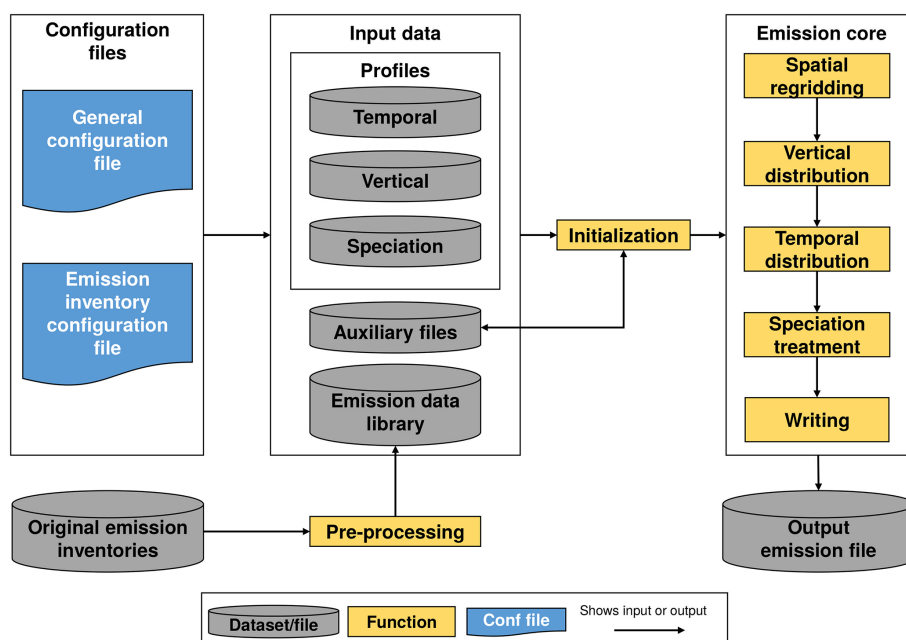 Configuration
files
General
configuration
file
Emission
inventory
configuration
file
Input data
Profiles
Temporal
Vertical
Speciation
Auxiliary files
Emission data
library
Initialization
Emission core
Spatial
regridding
Vertical
distribution
Temporal
distribution
Speciation
treatment
Writing
Original emission
inventories
Pre-processing
Output
emission file
Dataset/file
Function
Conf file
Shows input or output